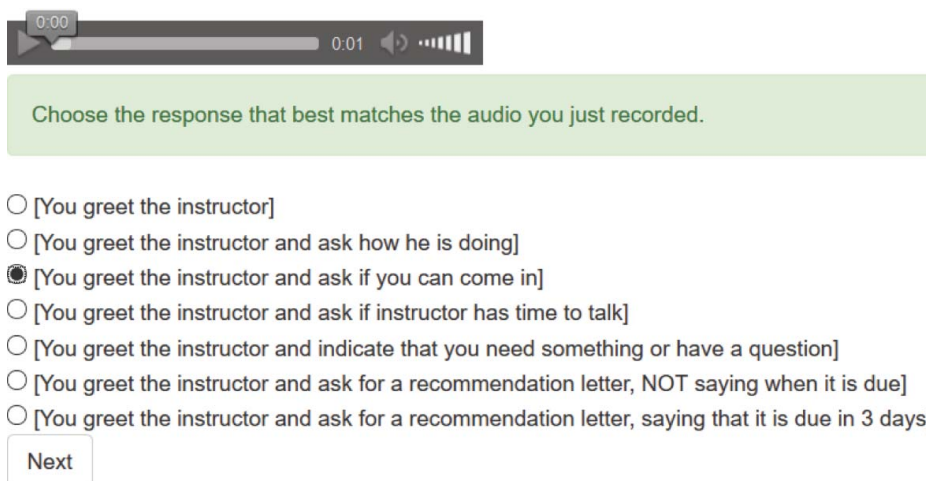 0:00
0:01
Choose the response that best matches the audio you just recorded.
[You greet the instructor]
[You greet the instructor and ask how he is doing]
[You greet the instructor and ask if you can come in]
[You greet the instructor and ask if instructor has time to talk]
[You greet the instructor and indicate that you need something or have a question]
[You greet the instructor and ask for a recommendation letter, NOT saying when it is due]
[You greet the instructor and ask for a recommendation letter, saying that it is due in 3 days
Next